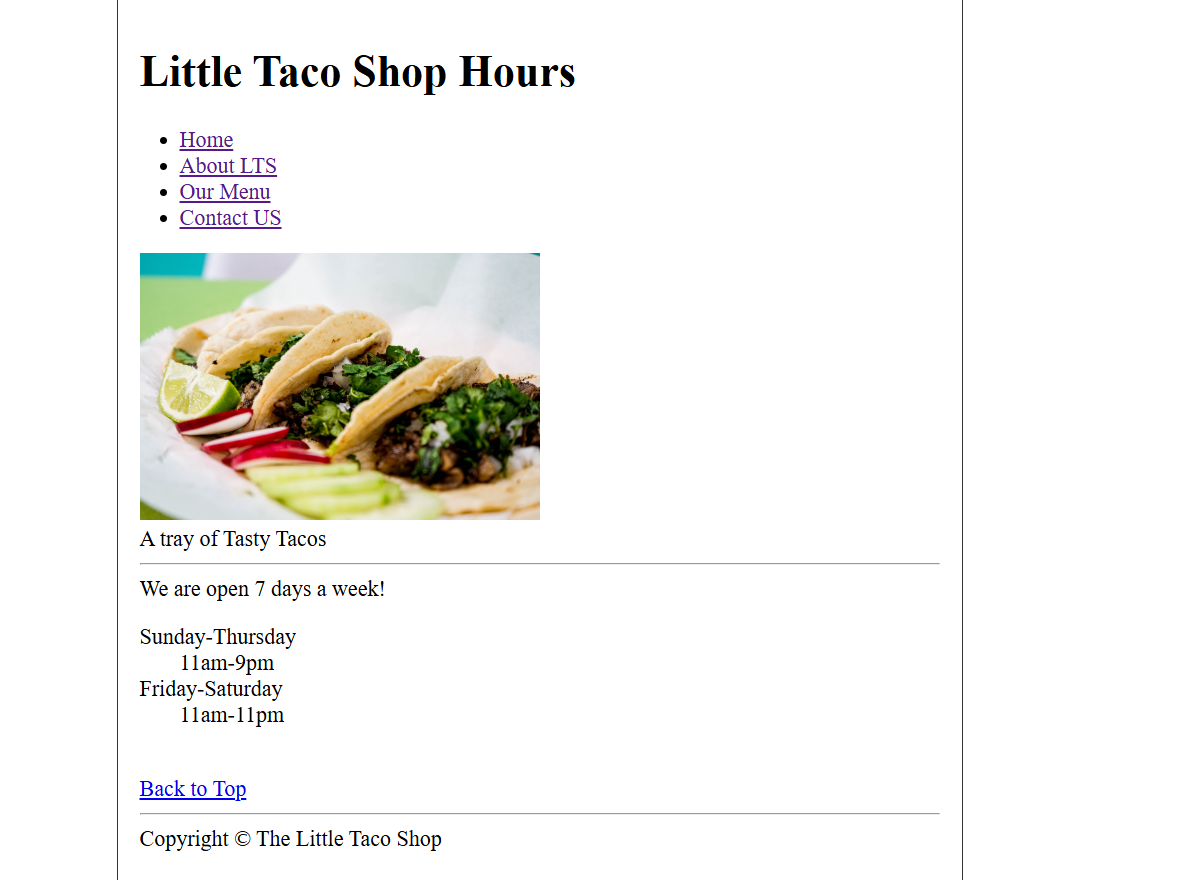 Little Taco Shop Hours
Home
About LTS
Our Menu
Contact US
A tray of Tasty Tacos
We are open 7 days a week!
Sunday-Thursday
11am-9pm
Friday-Saturday
11am-11pm
Back to Top
Copyright © The Little Taco Shop